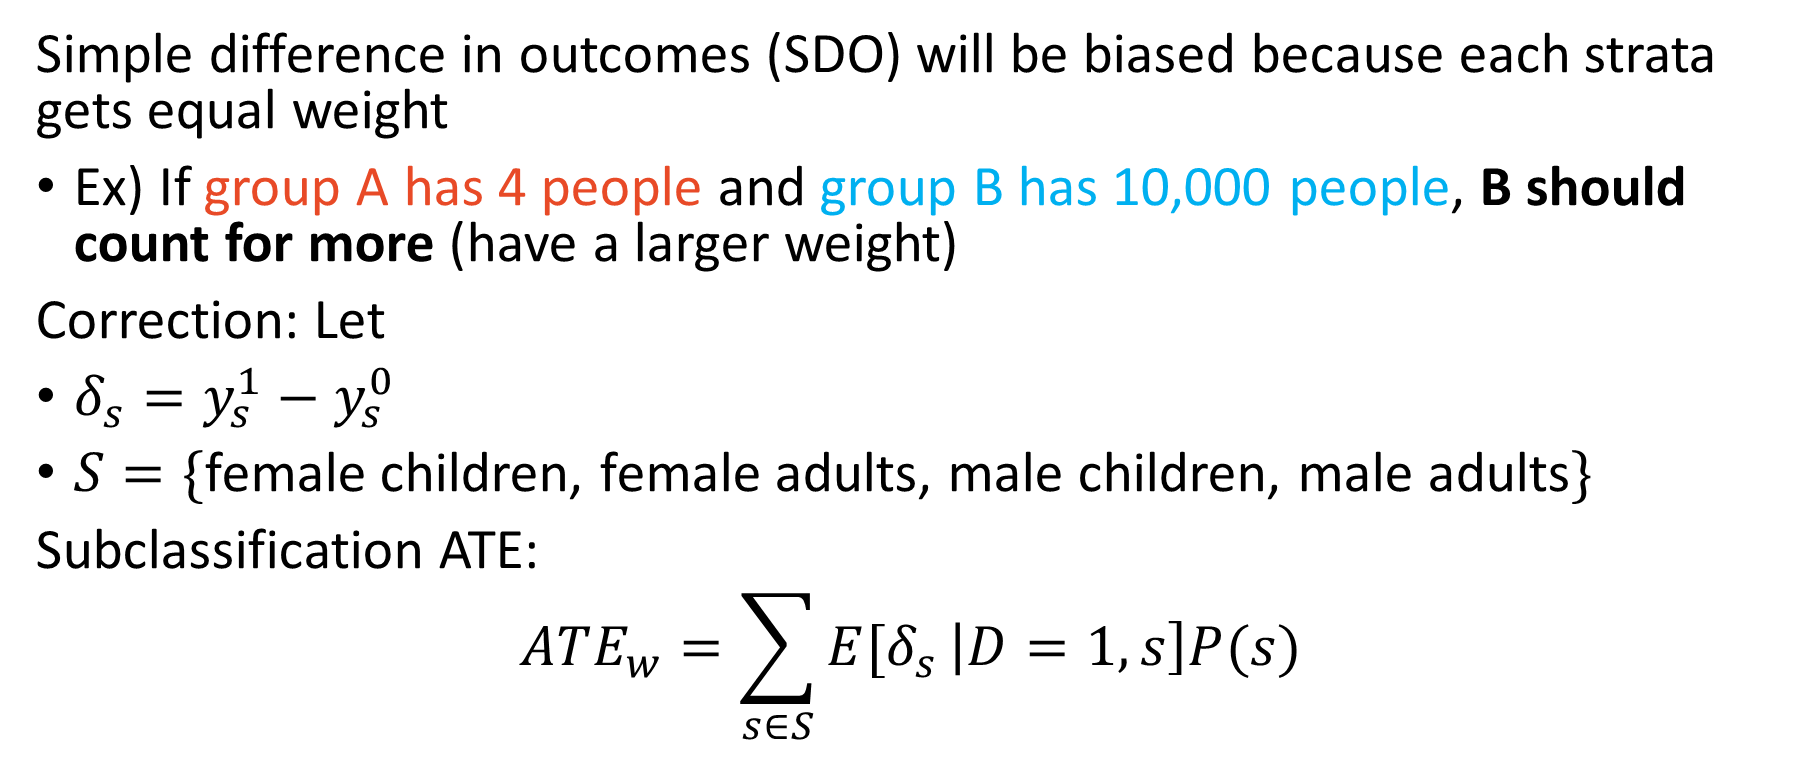 Simple difference in outcomes (SDO) will be biased because each strata
gets equal weight
• Ex) If group A has 4 people and group B has 10,000 people, B should
count for more (have a larger weight)
Correction: Let
• δ_s = y_s^1 − y_s^0
• S = {female children, female adults, male children, male adults}
Subclassification ATE:
ATE_w = ∑_{s∈S} E[δ_s |D = 1, s]P(s)